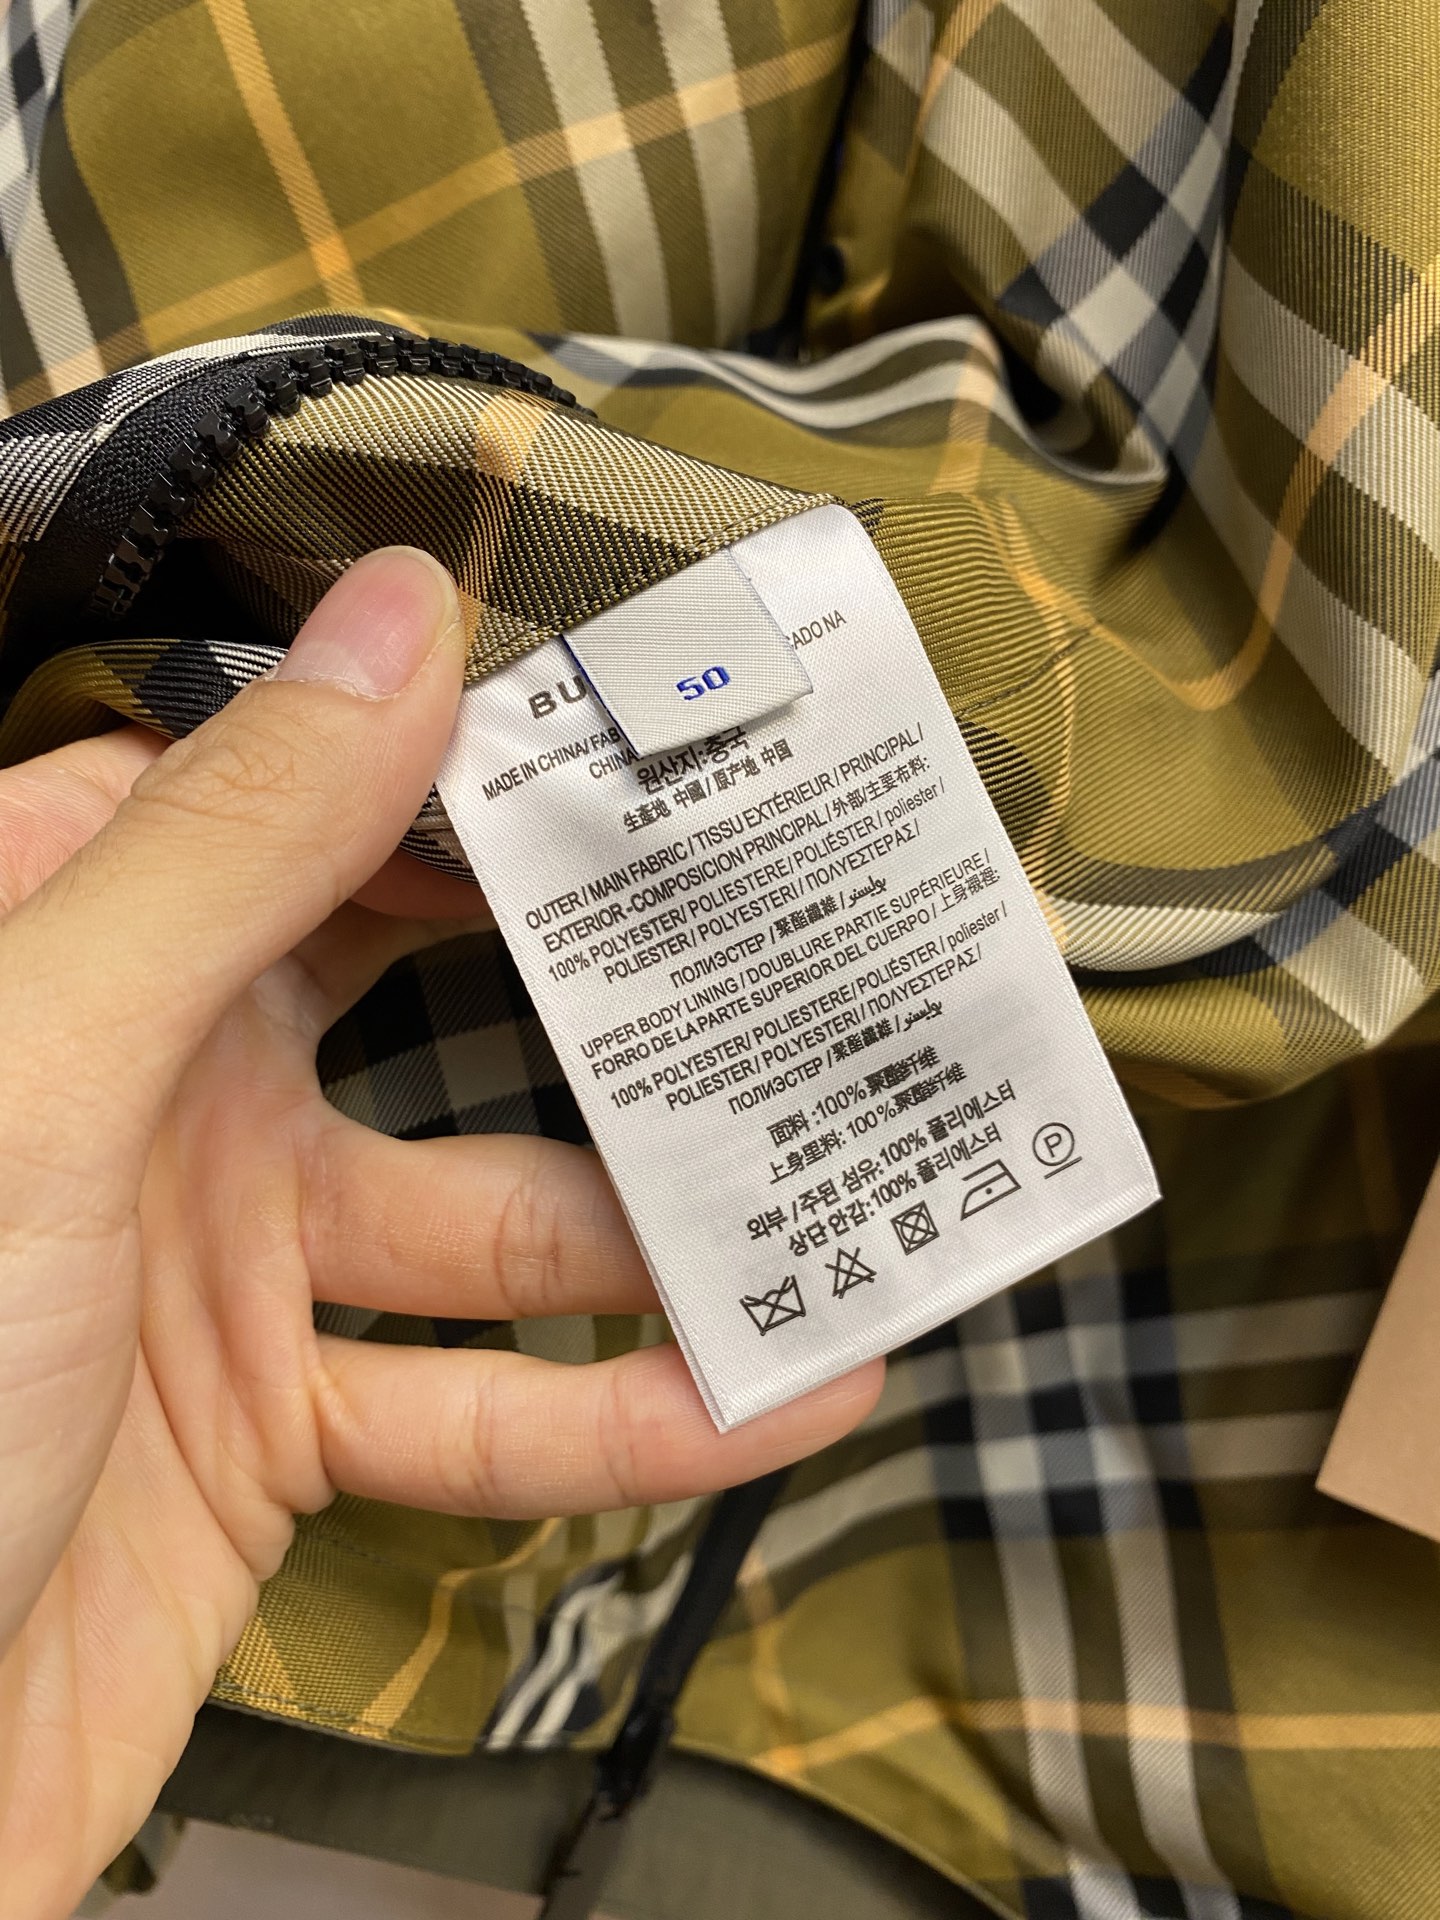 50
BU
CADO NA
MADE IN CHINA/ FAB
CHINA
원산지:중국
生產地 中國 / 原产地 中国
OUTER / MAIN FABRIC / TISSU EXTÉRIEUR / PRINCIPAL /
EXTERIOR -COMPOSICION PRINCIPAL / 外部/主要布料:
100% POLYESTER/ POLIESTERE/ POLIÉSTER / poliester /
POLIESTER / POLYESTERI / ΠΟΛΥΕΣΤΕΡΑΣ/
ПОЛИЭСТЕР / 聚酯纖維 / بوليستر
UPPER BODY LINING / DOUBLURE PARTIE SUPÉRIEURE /
FORRO DE LA PARTE SUPERIOR DEL CUERPO / 上身襯裡:
100% POLYESTER/ POLIESTERE/ POLIÉSTER / poliester /
POLIESTER / POLYESTERI / ΠΟΛΥΕΣΤΕΡΑΣ /
ПОЛИЭСТЕР / 聚酯纖維 / بوليستر
面料 :100% 聚酯纤维
上身里料: 100 %聚酯纤维
외부 / 주된 섬유:100% 폴리에스터
상단 안감:100% 폴리에스터
P